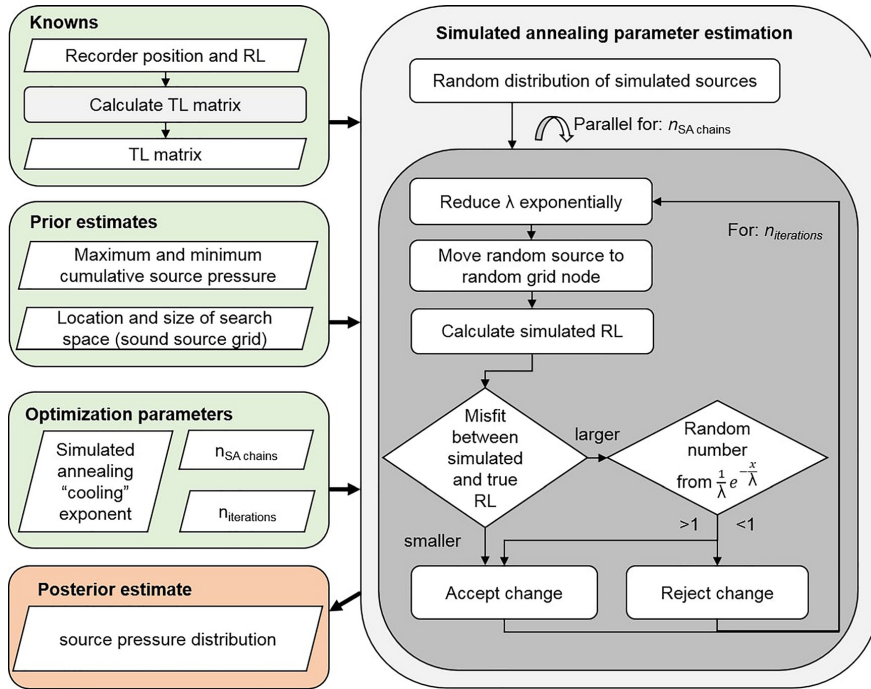 Knowns
Recorder position and RL
Calculate TL matrix
TL matrix
Prior estimates
Maximum and minimum
cumulative source pressure
Location and size of search
space (sound source grid)
Optimization parameters
Simulated
annealing
“cooling”
exponent
n_SA chains
n_iterations
Posterior estimate
source pressure distribution
Simulated annealing parameter estimation
Random distribution of simulated sources
Parallel for: n_SA chains
Reduce λ exponentially
For: n_iterations
Move random source to
random grid node
Calculate simulated RL
Misfit
between
simulated
and true
RL
larger
Random
number
from 1/λ e^(-x/λ)
smaller
>1
<1
Accept change
Reject change